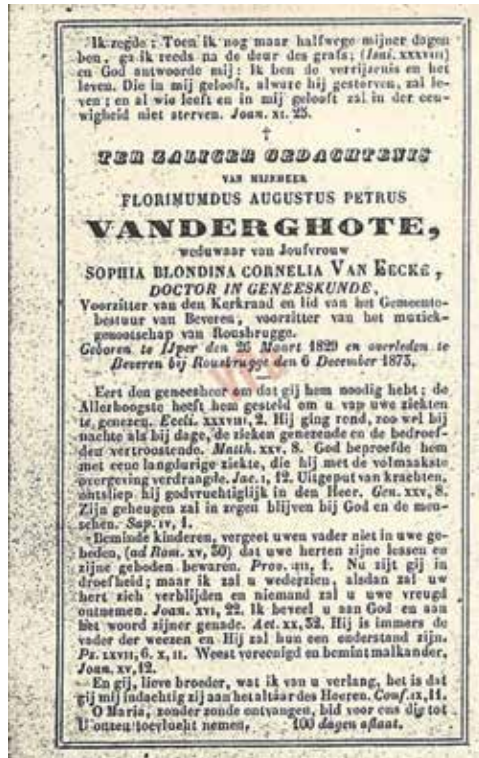 Ik zegde : Toen ik nog maar halfwege mijner dagen
ben, ga ik reeds na de deur des grafs; (Isai. XXXVIII)
en God antwoorde mij: Ik ben de verrijzenis en het
leven. Die in mij gelooft, alware hij gestorven, zal le-
ven ; en al wie leeft en in mij gelooft zal in der eeu-
wigheid niet sterven. Joan. XI. 25.
†
TER ZALIGER GEDACHTENIS
VAN MIJNHEER
FLORIMUMDUS AUGUSTUS PETRUS
VANDERGHOTE,
weduwaar van Joufvrouw
SOPHIA BLONDINA CORNELIA VAN EECKE,
DOCTOR IN GENEESKUNDE,
Voorzitter van den Kerkraad en lid van het Gemeente-
bestuur van Beveren, voorzitter van het muziek-
genootschap van Rousbrugge.
Geboren te IJper den 26 Maart 1829 en overleden te
Beveren bij Rousbrugge den 6 December 1875.
Eert den geneesheer om dat gij hem noodig hebt ; de
Allerhoogste heeft hem gesteld om u van uwe ziekten
te genezen. Eccli. XXXVIII, 2. Hij ging rond, zoo wel bij
nachte als bij dage, de zieken genezende en de bedroef-
den vertroostende. Matth. XXV. 8. God beproefde hem
met eene langdurige ziekte, die hij met de volmaakste
overgeving verdrangde. Jac. I, 12. Uitgeput van krachten,
ontsliep hij godvruchtiglijk in den Heer. Gen. XXV, 8.
Zijn geheugen zal in zegen blijven bij God en de men-
schen. Sap. IV, 1.
Beminde kinderen, vergeet uwen vader niet in uwe ge-
beden, (ad Rom. XV, 30) dat uwe herten zijne lessen en
zijne geboden bewaren. Prov. III, 1. Nu zijt gij in
droefheid ; maar ik zal u wederzien, alsdan zal uw
hert zich verblijden en niemand zal u uwe vreugd
ontnemen. Joan. XVI, 22. Ik beveel u aan God en aan
het woord zijner genade. Act. XX, 32. Hij is immers de
vader der weezen en Hij zal hun een onderstand zijn.
Ps. LXVII, 6. X, II. Weest vereenigd en bemint malkander,
Joan. XV, 12.
En gij, lieve broeder, wat ik van u verlang, het is dat
gij mij indachtig zij aan het altaar des Heeren. Conf. IX, 11.
O Maria, zonder zonde ontvangen, bid voor ons die tot
U onzen toevlucht nemen. 100 dagen aflaat.